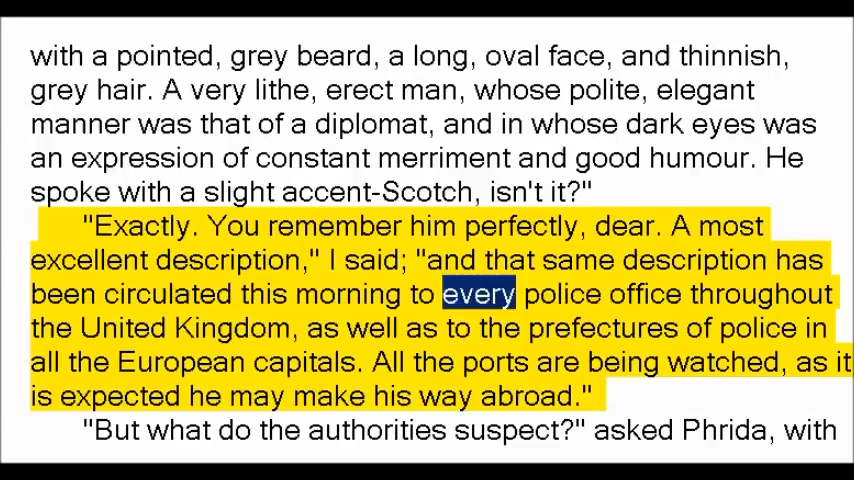 with a pointed, grey beard, a long, oval face, and thinnish,
grey hair. A very lithe, erect man, whose polite, elegant
manner was that of a diplomat, and in whose dark eyes was
an expression of constant merriment and good humour. He
spoke with a slight accent-Scotch, isn't it?"
"Exactly. You remember him perfectly, dear. A most
excellent description," I said; "and that same description has
been circulated this morning to every police office throughout
the United Kingdom, as well as to the prefectures of police in
all the European capitals. All the ports are being watched, as it
is expected he may make his way abroad."
"But what do the authorities suspect?" asked Phrida, with